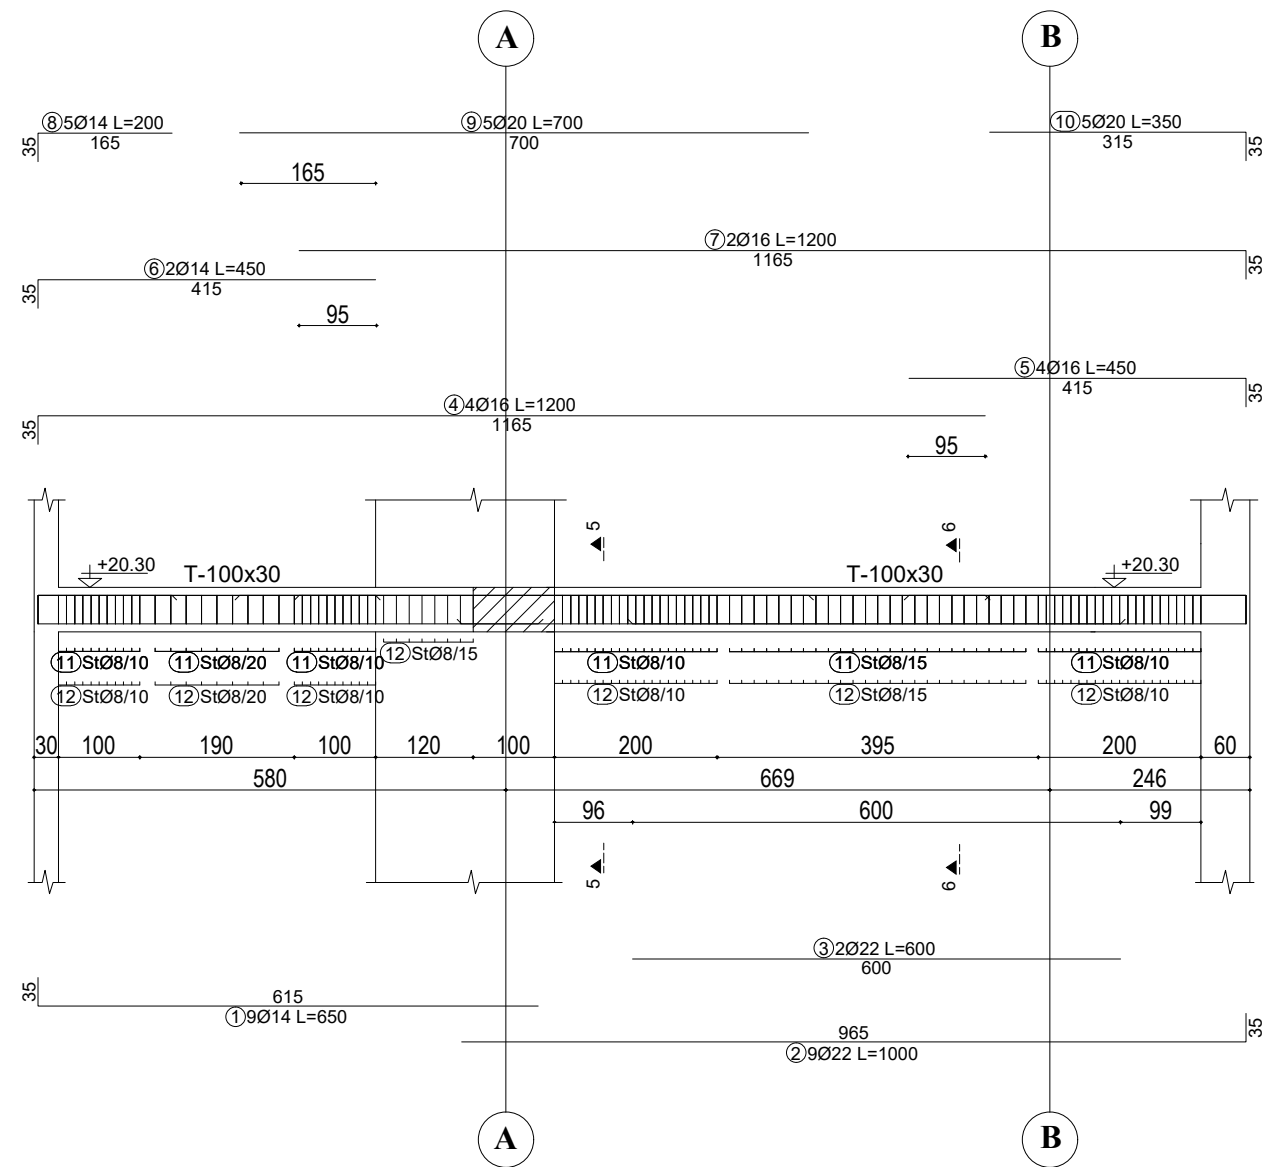 A B
⑧5Ø14 L=200 ⑨5Ø20 L=700 ⑩5Ø20 L=350
35 165 700 315 35
165
⑦2Ø16 L=1200
1165 35
⑥2Ø14 L=450
35 415
95
⑤4Ø16 L=450
415 35
④4Ø16 L=1200
35 1165
95
5 6
+20.30 T-100x30 T-100x30 +20.30
⑫StØ8/15
⑪StØ8/10 ⑪StØ8/20 ⑪StØ8/10 ⑪StØ8/10 ⑪StØ8/15 ⑪StØ8/10
⑫StØ8/10 ⑫StØ8/20 ⑫StØ8/10 ⑫StØ8/10 ⑫StØ8/15 ⑫StØ8/10
30 100 190 100 120 100 200 395 200 60
580 669 246
96 600 99
5 6
③2Ø22 L=600
600
35 615
①9Ø14 L=650
965 35
②9Ø22 L=1000
A B